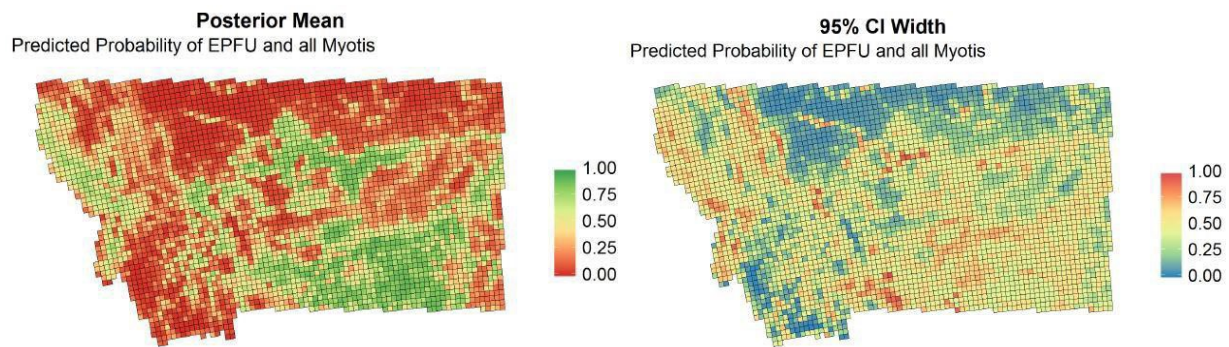 Posterior Mean
Predicted Probability of EPFU and all Myotis
1.00
0.75
0.50
0.25
0.00
95% CI Width
Predicted Probability of EPFU and all Myotis
1.00
0.75
0.50
0.25
0.00